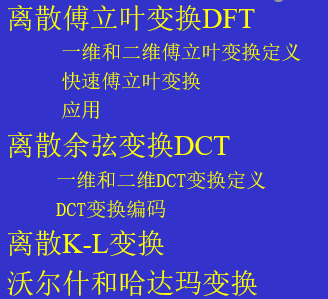 离散傅立叶变换DFT
一维和二维傅立叶变换定义
快速傅立叶变换
应用
离散余弦变换DCT
一维和二维DCT变换定义
DCT变换编码
离散K-L变换
沃尔什和哈达玛变换